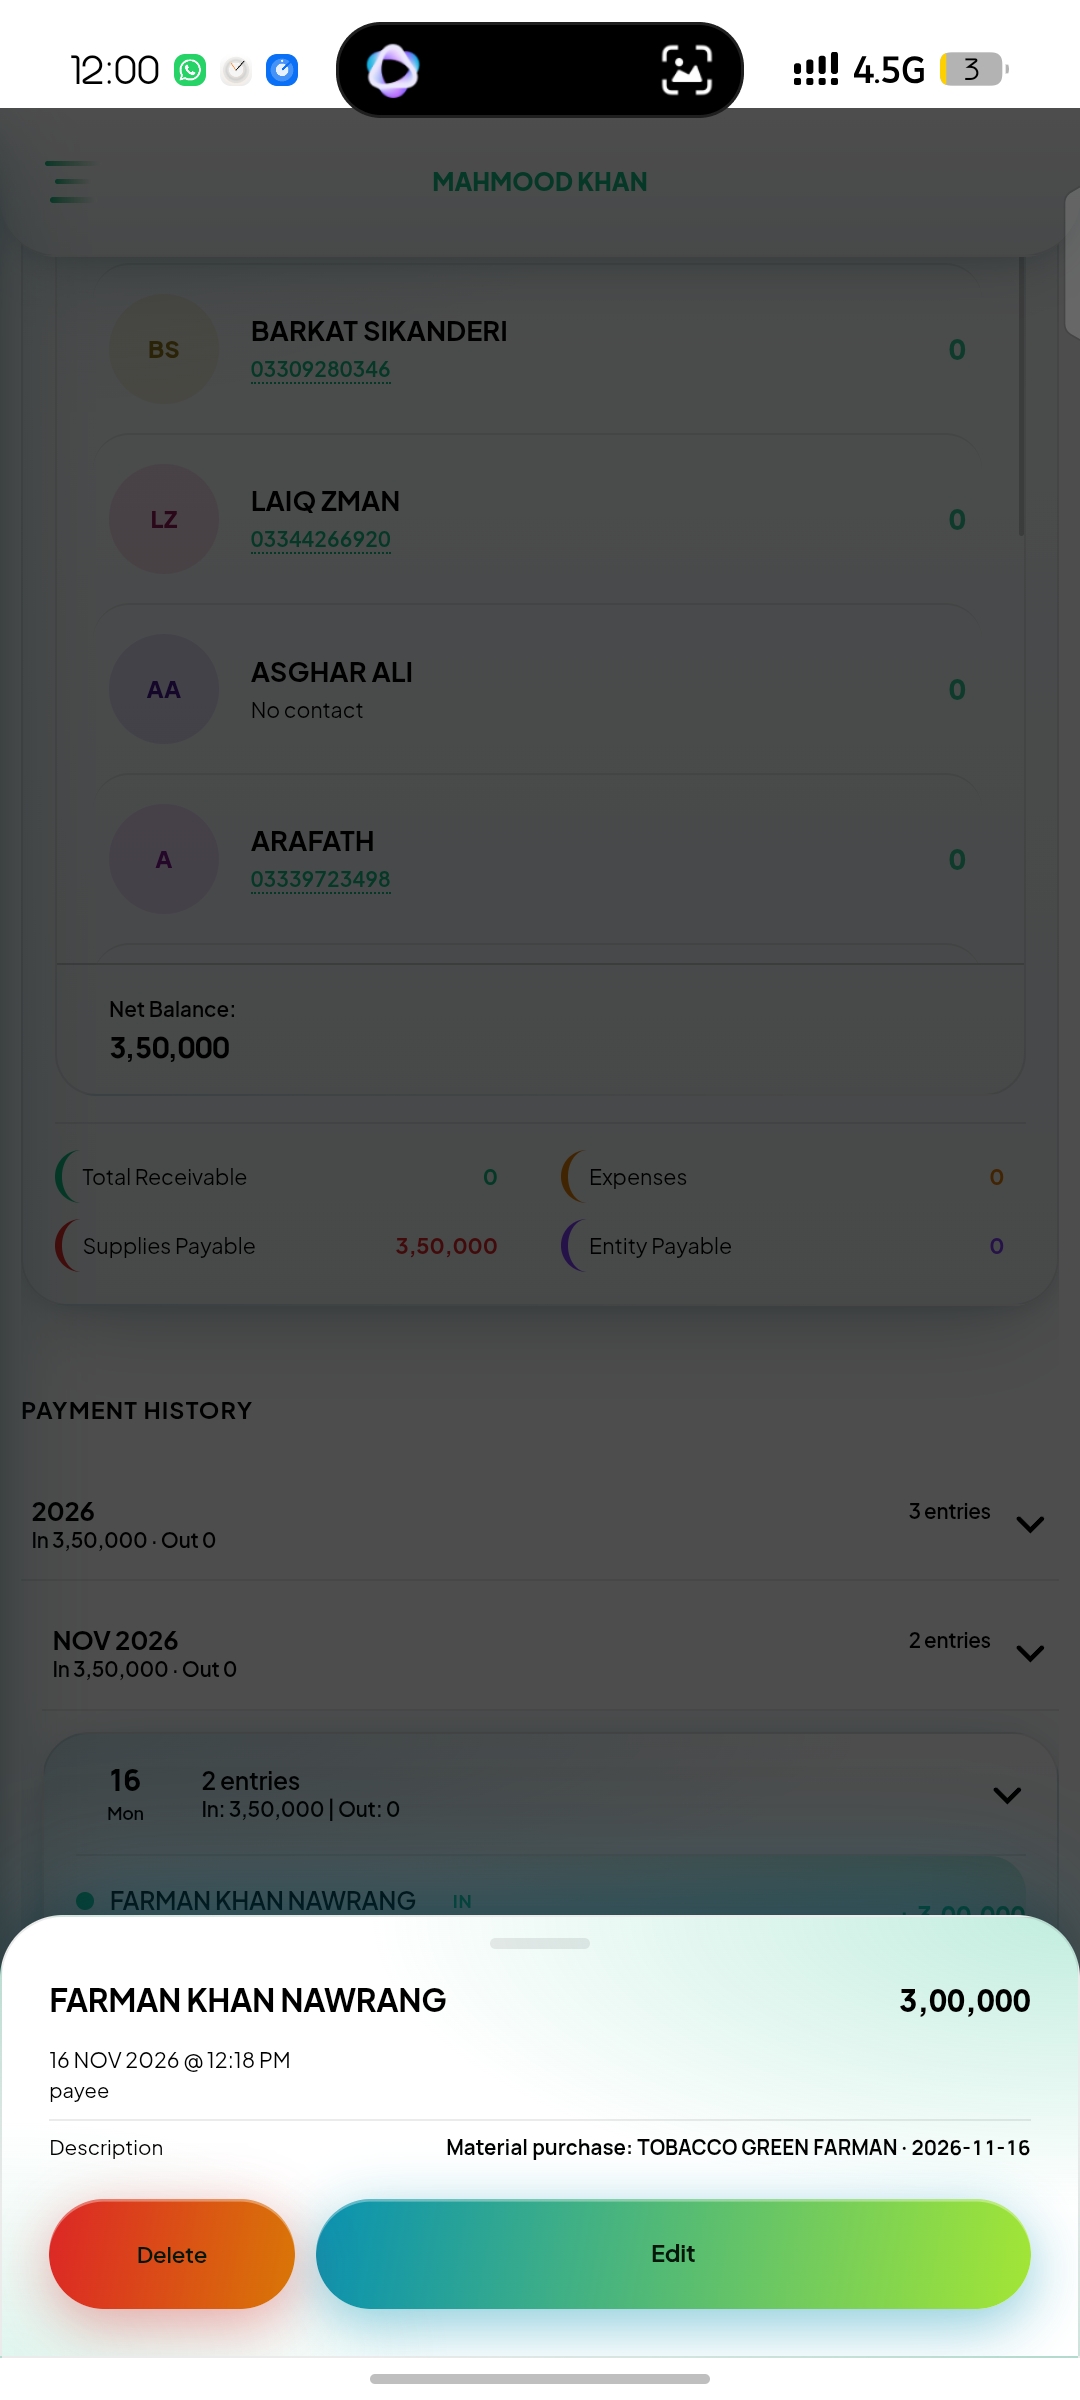 12:00
4.5G
3
MAHMOOD KHAN
BS
BARKAT SIKANDERI
03309280346
0
LZ
LAIQ ZMAN
03344266920
0
AA
ASGHAR ALI
No contact
0
A
ARAFATH
03339723498
0
Net Balance:
3,50,000
Total Receivable 0
Expenses 0
Supplies Payable 3,50,000
Entity Payable 0
PAYMENT HISTORY
2026
3 entries
In 3,50,000 · Out 0
NOV 2026
2 entries
In 3,50,000 · Out 0
16
Mon
2 entries
In: 3,50,000 | Out: 0
FARMAN KHAN NAWRANG IN
3,00,000
FARMAN KHAN NAWRANG
3,00,000
16 NOV 2026 @ 12:18 PM
payee
Description
Material purchase: TOBACCO GREEN FARMAN · 2026-11-16
Delete
Edit